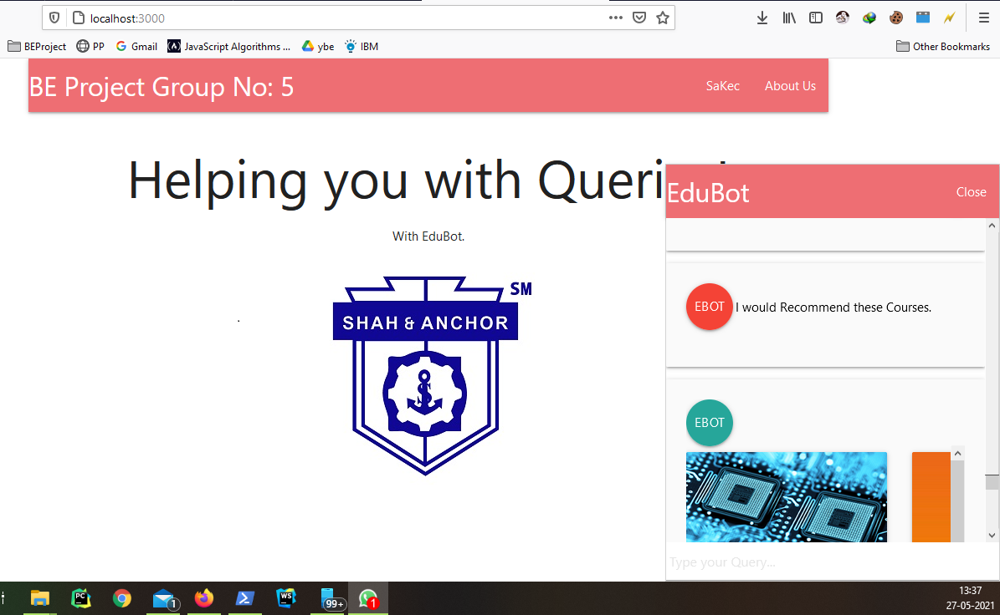 localhost:3000
BEProject
PP
Gmail
JavaScript Algorithms ...
ybe
IBM
Other Bookmarks
BE Project Group No: 5
SaKec
About Us
Helping you with
With EduBot.
SM
SHAH & ANCHOR
S
EduBot
Close
EBOT I would Recommend these Courses.
EBOT
Type your Query...
PC
WS
1
99+
1
13:37
27-05-2021